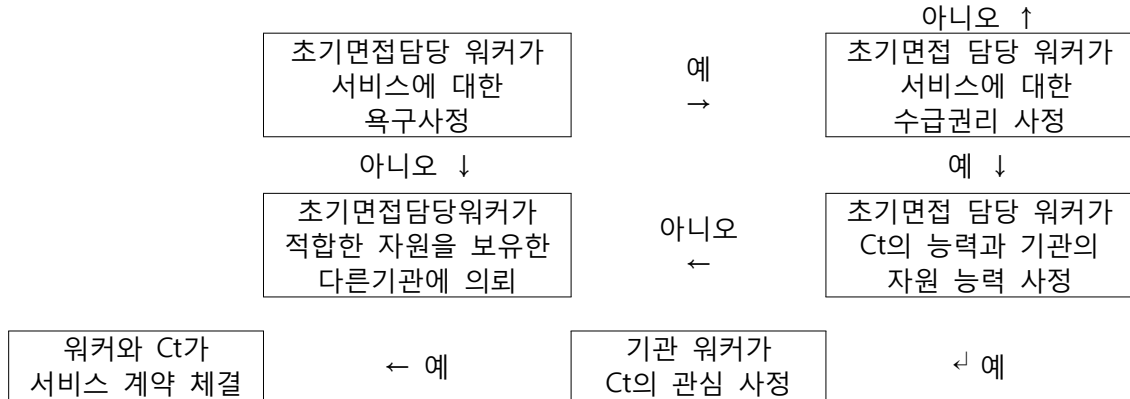 아니오 ↑
초기면접담당 워커가
서비스에 대한
욕구사정
예
→
초기면접 담당 워커가
서비스에 대한
수급권리 사정
아니오 ↓
예 ↓
초기면접담당워커가
적합한 자원을 보유한
다른기관에 의뢰
아니오
←
초기면접 담당 워커가
Ct의 능력과 기관의
자원 능력 사정
워커와 Ct가
서비스 계약 체결
← 예
기관 워커가
Ct의 관심 사정
↲ 예